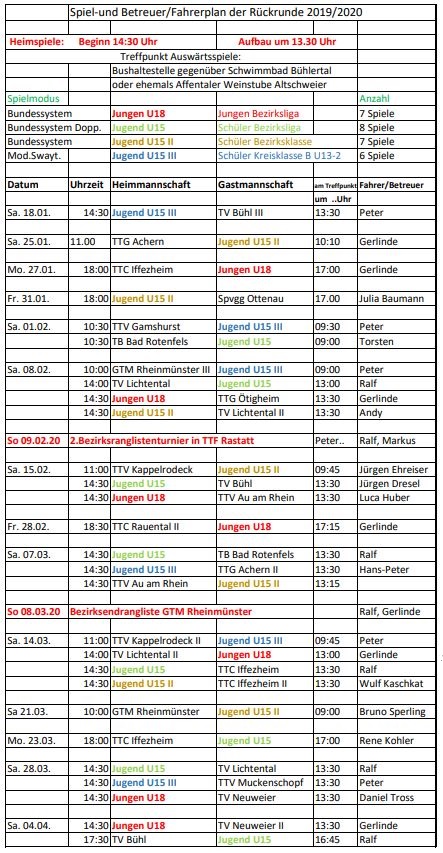 Spiel-und Betreuer/Fahrerplan der Rückrunde 2019/2020
Heimspiele: Beginn 14:30 Uhr Aufbau um 13.30 Uhr
Treffpunkt Auswärtsspiele:
Bushaltestelle gegenüber Schwimmbad Bühlertal
oder ehemals Affentaler Weinstube Altschweier
Spielmodus Anzahl
Bundessystem Jungen U18 Jungen Bezirksliga 7 Spiele
Bundessystem Dopp. Jugend U15 Schüler Bezirksliga 8 Spiele
Bundessystem Jugend U15 II Schüler Bezirksklasse 7 Spiele
Mod.Swayt. Jugend U15 III Schüler Kreisklasse B U13-2 6 Spiele
Datum Uhrzeit Heimmannschaft Gastmannschaft am Treffpunkt Fahrer/Betreuer
um ..Uhr
Sa. 18.01. 14:30 Jugend U15 III TV Bühl III 13:30 Peter
Sa. 25.01 11.00 TTG Achern Jugend U15 II 10:10 Gerlinde
Mo. 27.01 18:00 TTC Iffezheim Jungen U18 17:00 Gerlinde
Fr. 31.01 18:00 Jugend U15 II Spvgg Ottenau 17.00 Julia Baumann
Sa. 01.02 10:30 TTV Gamshurst Jugend U15 III 09:30 Peter
10:30 TB Bad Rotenfels Jugend U15 09:00 Torsten
Sa. 08.02 10:00 GTM Rheinmünster III Jugend U15 III 09:00 Peter
14:00 TV Lichtental Jugend U15 13:00 Ralf
14:30 Jungen U18 TTG Ötigheim 13:30 Gerlinde
14:30 Jugend U15 II TV Lichtental II 13:30 Andy
So 09.02.20 2.Bezirksranglistenturnier in TTF Rastatt Peter.. Ralf, Markus
Sa. 15.02 11:00 TTV Kappelrodeck Jugend U15 II 09:45 Jürgen Ehreiser
14:30 Jugend U15 TV Bühl 13:30 Jürgen Dresel
14:30 Jungen U18 TTV Au am Rhein 13:30 Luca Huber
Fr. 28.02. 18:30 TTC Rauental II Jungen U18 17:15 Gerlinde
Sa. 07.03. 14:30 Jugend U15 TB Bad Rotenfels 13:30 Ralf
14:30 Jugend U15 III TTG Achern II 13:30 Hans-Peter
14:30 TTV Au am Rhein Jugend U15 II 13:15
So 08.03.20 Bezirksendrangliste GTM Rheinmünster Ralf, Gerlinde
Sa. 14.03. 11:00 TTV Kappelrodeck II Jugend U15 III 09:45 Peter
14:00 TV Lichtental II Jungen U18 13:00 Gerlinde
14:30 Jugend U15 TTC Iffezheim 13:30 Ralf
14:30 Jugend U15 II TTC Iffezheim II 13:30 Wulf Kaschkat
Sa 21.03. 10:00 GTM Rheinmünster Jugend U15 II 09:00 Bruno Sperling
Mo. 23.03. 18:00 TTC Iffezheim Jugend U15 17:00 Rene Kohler
Sa. 28.03 14:30 Jugend U15 TV Lichtental 13:30 Ralf
14:30 Jugend U15 III TTV Muckenschopf 13:30 Peter
14:30 Jungen U18 TV Neuweier 13:30 Daniel Tross
Sa. 04.04. 14:30 Jungen U18 TV Neuweier II 13:30 Gerlinde
17:30 TV Bühl Jugend U15 16:45 Ralf